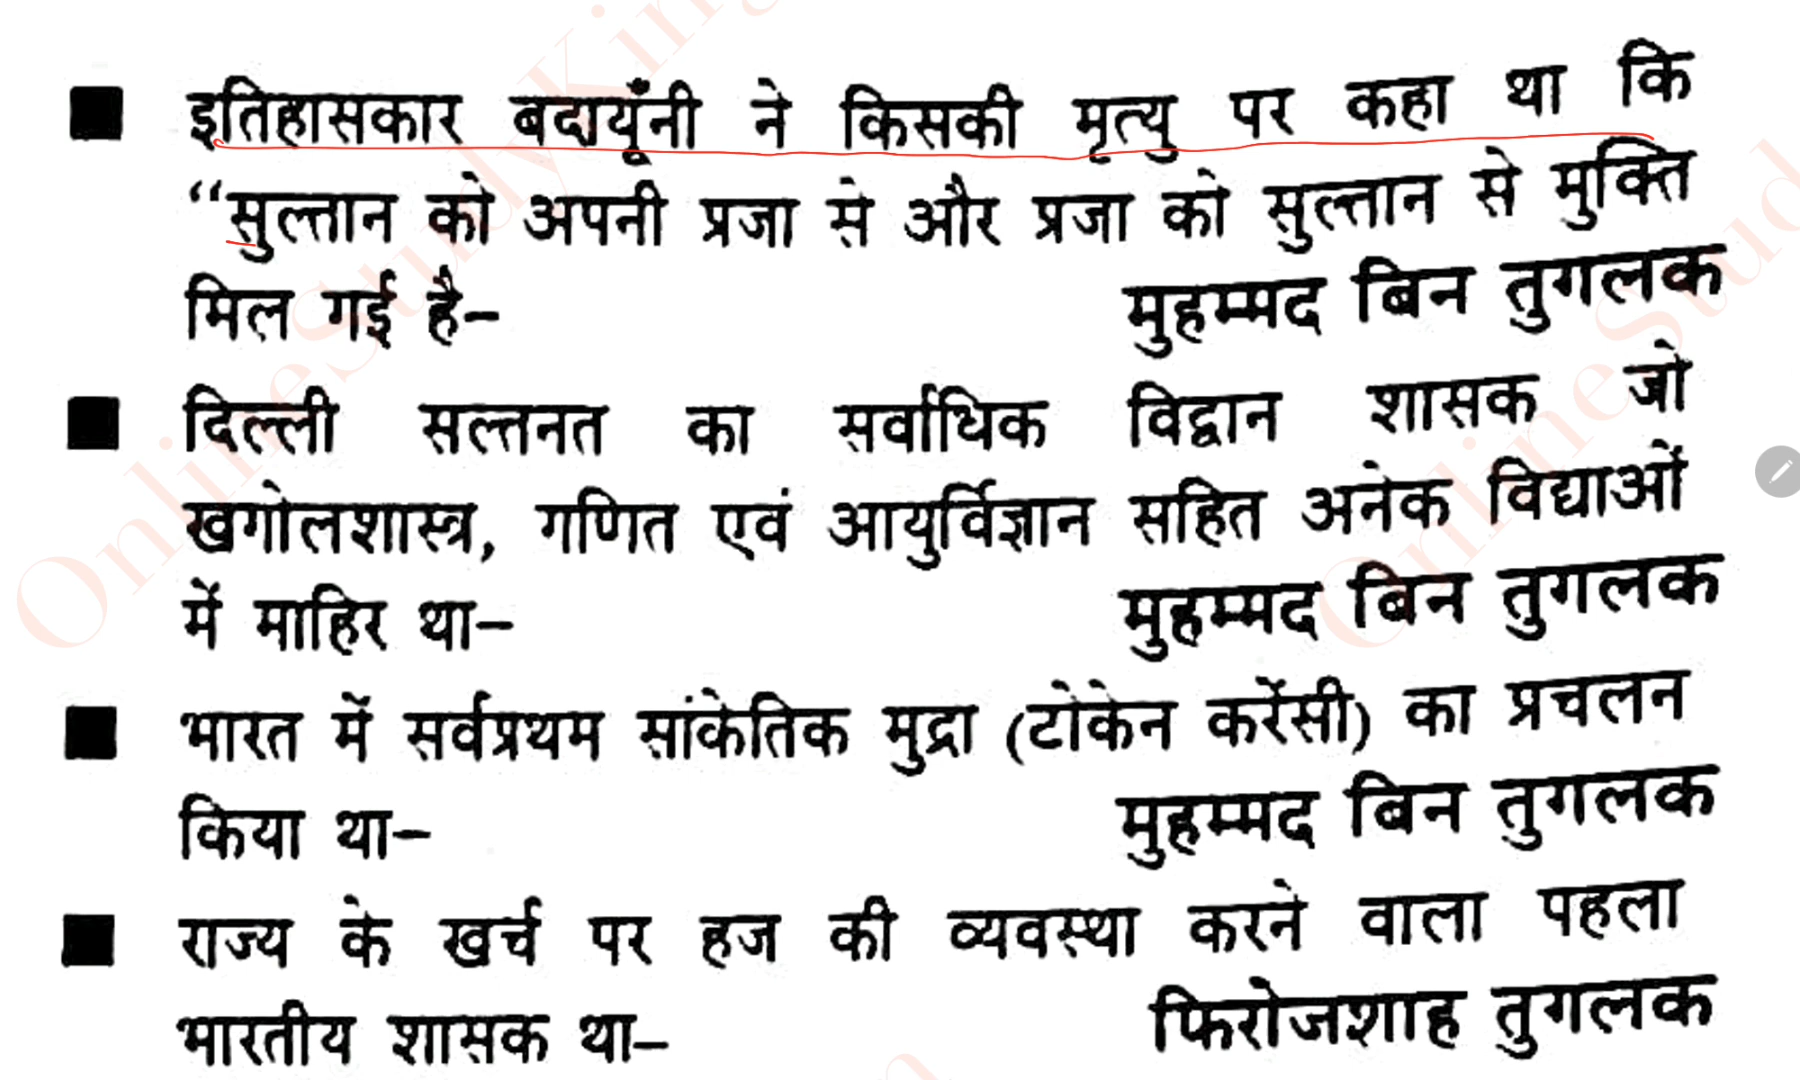 ■ इतिहासकार बदायूँनी ने किसकी मृत्यु पर कहा था कि
“सुल्तान को अपनी प्रजा से और प्रजा को सुल्तान से मुक्ति
मिल गई है– मुहम्मद बिन तुगलक
■ दिल्ली सल्तनत का सर्वाधिक विद्वान शासक जो
खगोलशास्त्र, गणित एवं आयुर्विज्ञान सहित अनेक विद्याओं
में माहिर था– मुहम्मद बिन तुगलक
■ भारत में सर्वप्रथम सांकेतिक मुद्रा (टोकेन करेंसी) का प्रचलन
किया था– मुहम्मद बिन तुगलक
■ राज्य के खर्च पर हज की व्यवस्था करने वाला पहला
भारतीय शासक था– फिरोजशाह तुगलक
OnlineStudyKing
OnlineStud